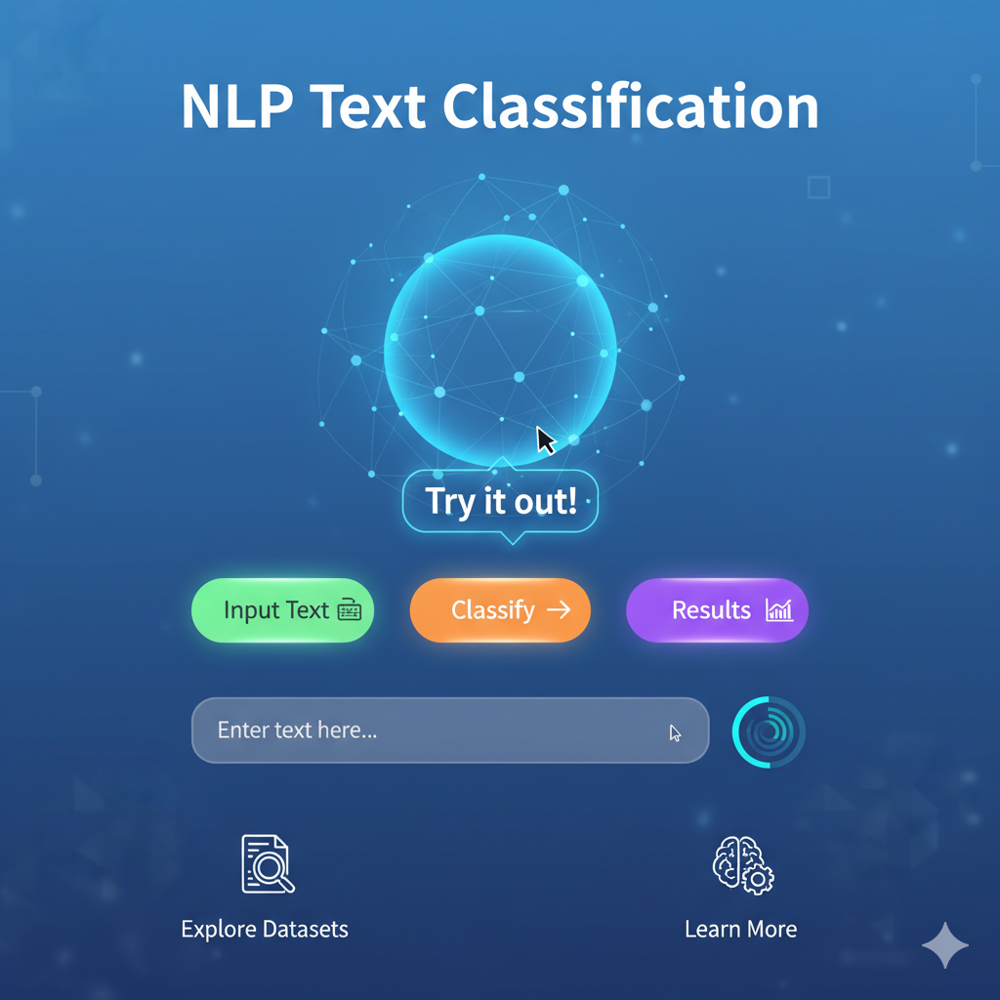 NLP Text Classification
Try it out!
Input Text
Classify
Results
Enter text here...
Explore Datasets
Learn More